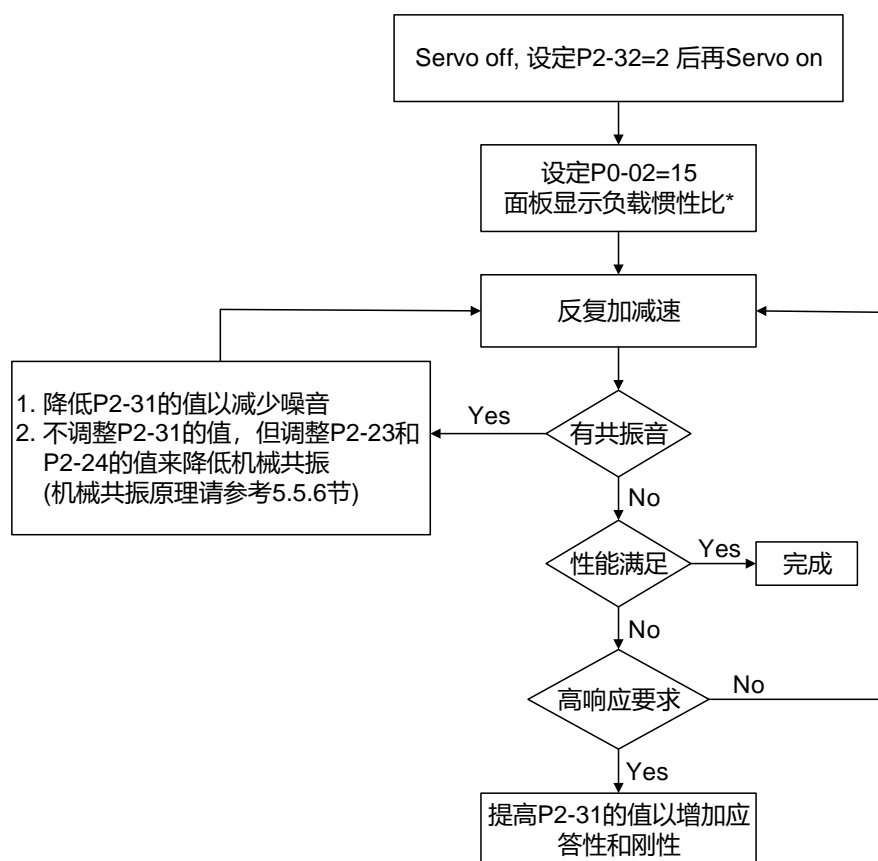 Servo off, 设定P2-32=2 后再Servo on
设定P0-02=15
面板显示负载惯性比*
反复加减速
1. 降低P2-31的值以减少噪音
2. 不调整P2-31的值，但调整P2-23和
P2-24的值来降低机械共振
(机械共振原理请参考5.5.6节)
Yes
有共振音
No
性能满足
Yes
完成
No
高响应要求
No
Yes
提高P2-31的值以增加应
答性和刚性